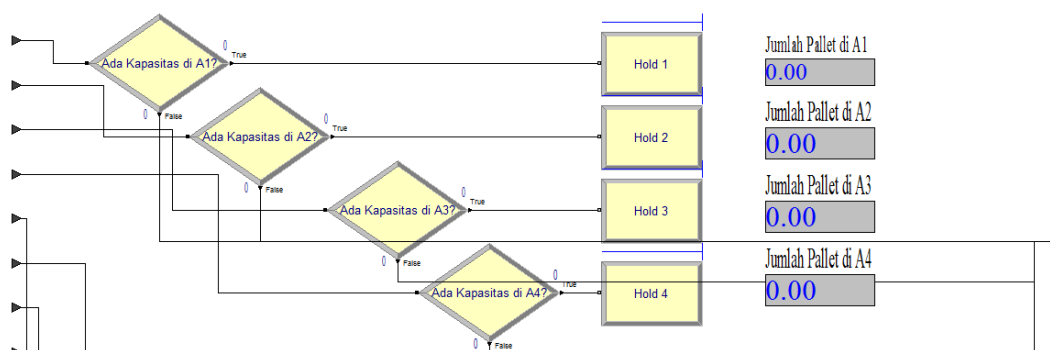 Ada Kapasitas di A1?
0
True
0
False
Hold 1
Jumlah Pallet di A1
0.00
Ada Kapasitas di A2?
0
True
0
False
Hold 2
Jumlah Pallet di A2
0.00
Ada Kapasitas di A3?
0
True
0
False
Hold 3
Jumlah Pallet di A3
0.00
Ada Kapasitas di A4?
0
True
0
False
Hold 4
Jumlah Pallet di A4
0.00